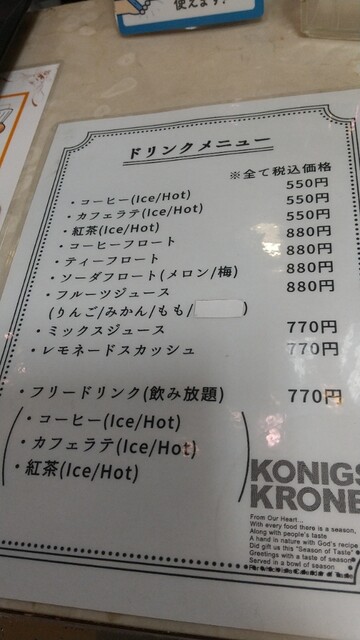 使えます!
ドリンクメニュー
※全て税込価格
・コーヒー(Ice/Hot) 550円
・カフェラテ(Ice/Hot) 550円
・紅茶(Ice/Hot) 550円
・コーヒーフロート 880円
・ティーフロート 880円
・ソーダフロート(メロン/梅) 880円
・フルーツジュース 880円
(りんご/みかん/もも/ )
・ミックスジュース 770円
・レモネードスカッシュ 770円
・フリードリンク(飲み放題) 770円
・コーヒー(Ice/Hot)
・カフェラテ(Ice/Hot)
・紅茶(Ice/Hot)
KONIGS
KRONE
From Our Heart...
With every food there is a season,
Along with people's taste
A hand in nature with God's recipe
Did gift us this "Season of Taste"
Greetings with a taste of season
Served in a bowl of season